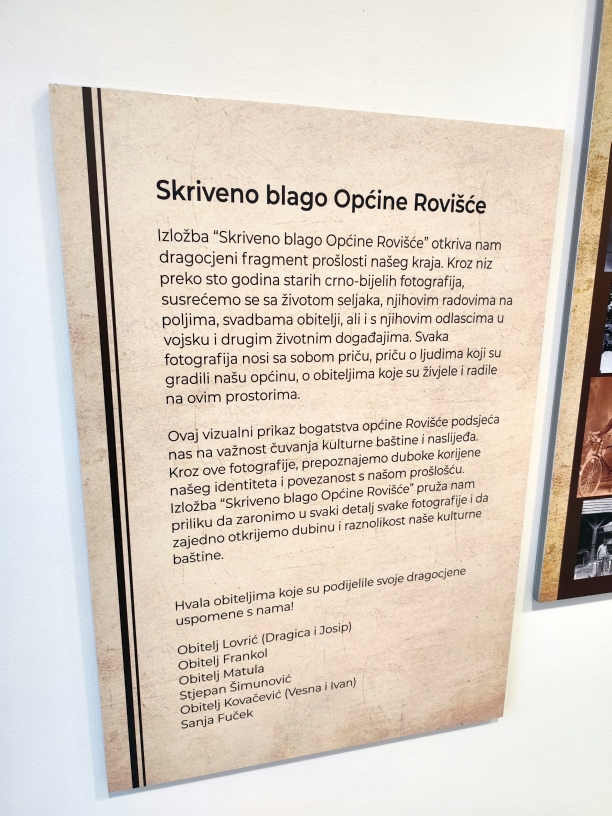 Skriveno blago Općine Rovišće
Izložba “Skriveno blago Općine Rovišće” otkriva nam
dragocjeni fragment prošlosti našeg kraja. Kroz niz
preko sto godina starih crno-bijelih fotografija,
susrećemo se sa životom seljaka, njihovim radovima na
poljima, svadbama obitelji, ali i s njihovim odlascima u
vojsku i drugim životnim događajima. Svaka
fotografija nosi sa sobom priču, priču o ljudima koji su
gradili našu općinu, o obiteljima koje su živjele i radile
na ovim prostorima.
Ovaj vizualni prikaz bogatstva općine Rovišće podsjeća
nas na važnost čuvanja kulturne baštine i naslijeđa.
Kroz ove fotografije, prepoznajemo duboke korijene
našeg identiteta i povezanost s našom prošlošću.
Izložba “Skriveno blago Općine Rovišće” pruža nam
priliku da zaronimo u svaki detalj svake fotografije i da
zajedno otkrijemo dubinu i raznolikost naše kulturne
baštine.
Hvala obiteljima koje su podijelile svoje dragocjene
uspomene s nama!
Obitelj Lovrić (Dragica i Josip)
Obitelj Frankol
Obitelj Matula
Stjepan Šimunović
Obitelj Kovačević (Vesna i Ivan)
Sanja Fuček